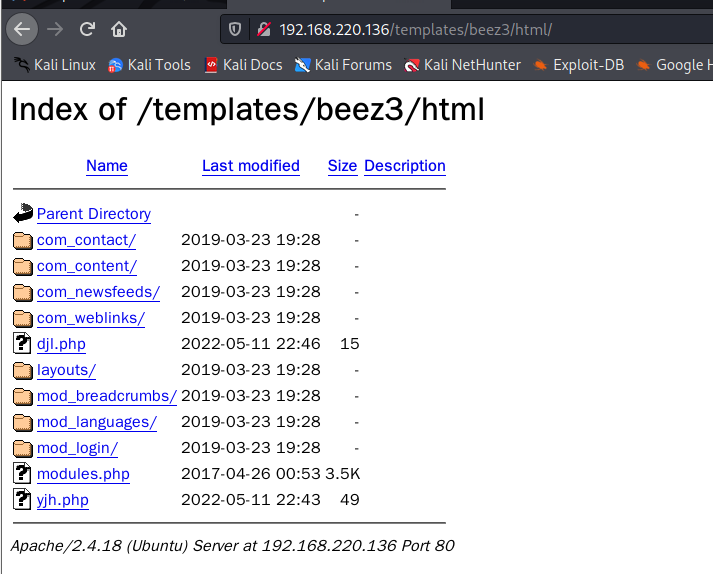 192.168.220.136/templates/beez3/html/
Kali Linux Kali Tools Kali Docs Kali Forums Kali NetHunter Exploit-DB Google H
Index of /templates/beez3/html
Name Last modified Size Description
Parent Directory -
com_contact/ 2019-03-23 19:28 -
com_content/ 2019-03-23 19:28 -
com_newsfeeds/ 2019-03-23 19:28 -
com_weblinks/ 2019-03-23 19:28 -
djl.php 2022-05-11 22:46 15
layouts/ 2019-03-23 19:28 -
mod_breadcrumbs/ 2019-03-23 19:28 -
mod_languages/ 2019-03-23 19:28 -
mod_login/ 2019-03-23 19:28 -
modules.php 2017-04-26 00:53 3.5K
yjh.php 2022-05-11 22:43 49
Apache/2.4.18 (Ubuntu) Server at 192.168.220.136 Port 80